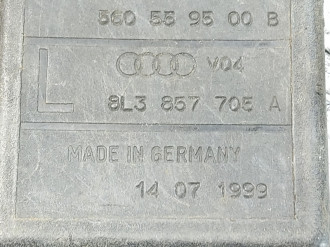 560 55 95 00 B
L V04
8L3 857 705 A
MADE IN GERMANY
14 07 1999